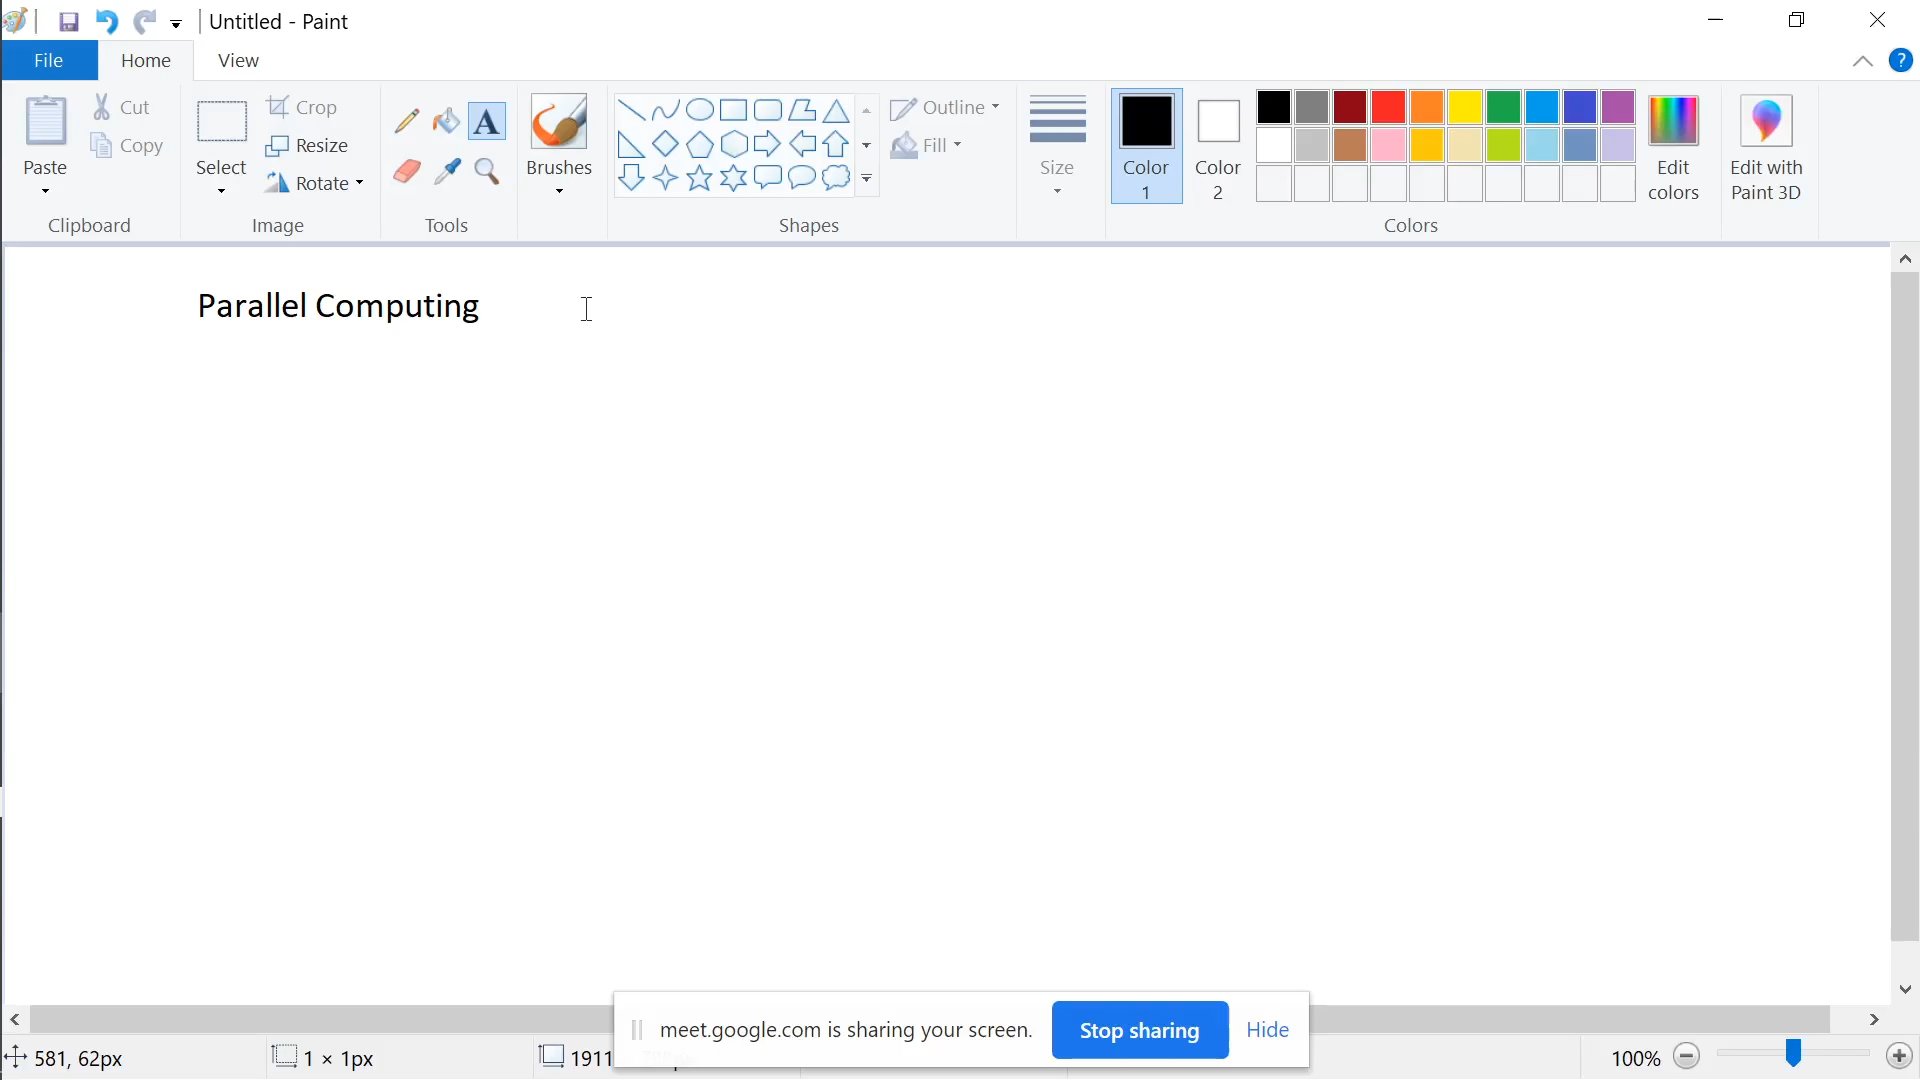 Untitled - Paint
File Home View
Paste Cut Copy Clipboard
Select Crop Resize Rotate Image
A Tools
Brushes
Outline Fill Shapes
Size
Color 1
Color 2
Edit colors
Colors
Edit with Paint 3D
?
Parallel Computing
meet.google.com is sharing your screen. Stop sharing Hide
581, 62px 1 × 1px 1911 100%